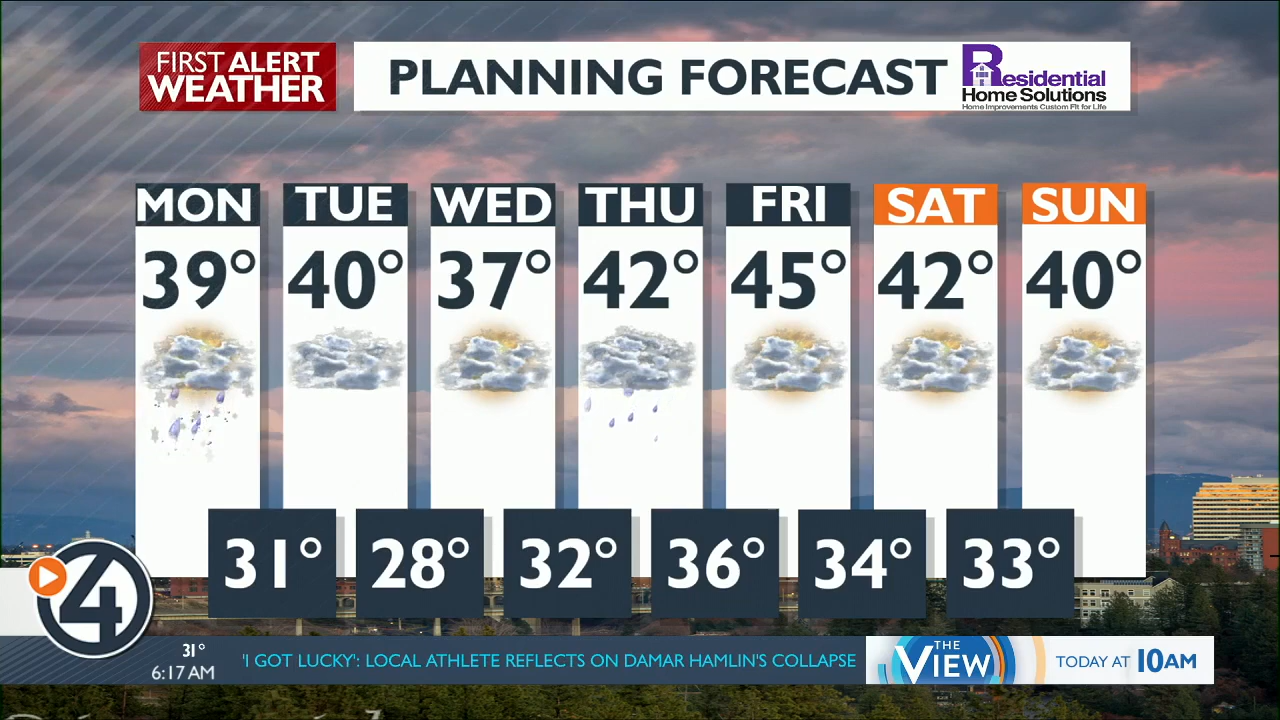 FIRST ALERT
WEATHER
PLANNING FORECAST
Residential
Home Solutions
Home Improvements Custom Fit for Life
MON TUE WED THU FRI SAT SUN
39° 40° 37° 42° 45° 42° 40°
31° 28° 32° 36° 34° 33°
4
31°
6:17 AM
'I GOT LUCKY': LOCAL ATHLETE REFLECTS ON DAMAR HAMLIN'S COLLAPSE
THE
VIEW
TODAY AT 10AM